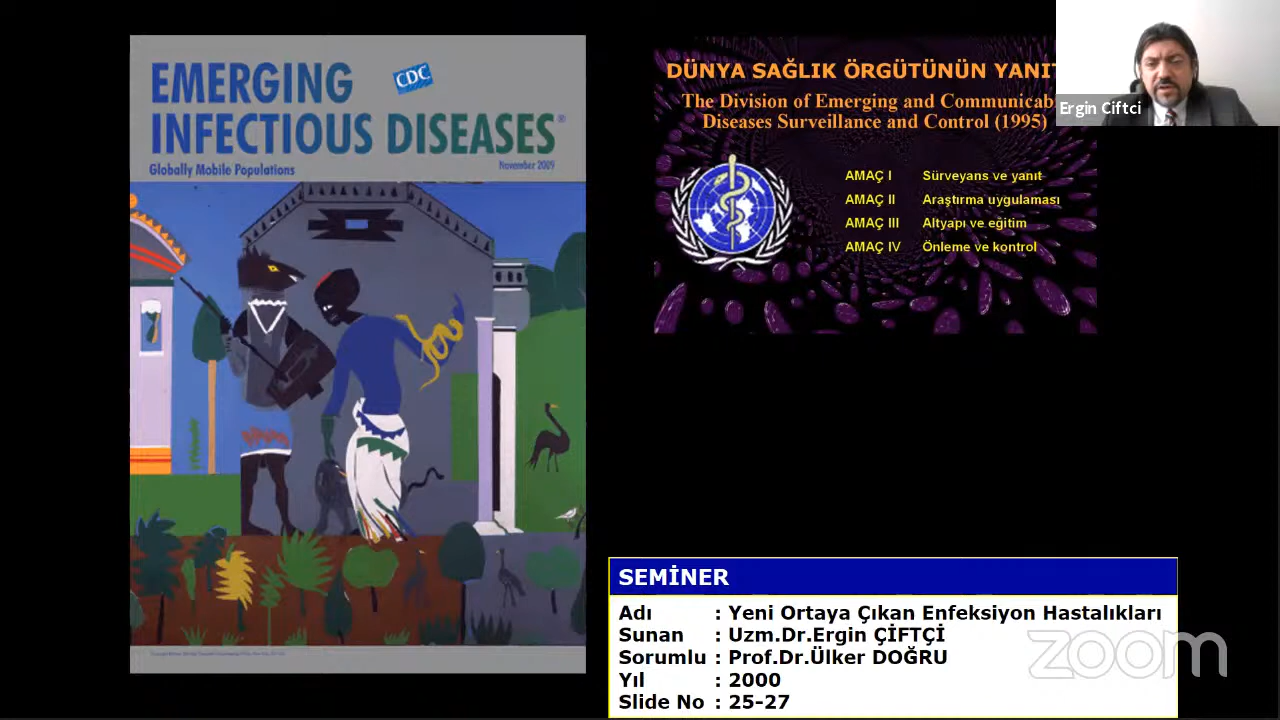 EMERGING
CDC
INFECTIOUS DISEASES®
Globally Mobile Populations
November 2009
DÜNYA SAĞLIK ÖRGÜTÜNÜN YANIT
The Division of Emerging and Communicab
Diseases Surveillance and Control (1995)
AMAÇ I Sürveyans ve yanıt
AMAÇ II Araştırma uygulaması
AMAÇ III Altyapı ve eğitim
AMAÇ IV Önleme ve kontrol
Ergin Ciftci
SEMİNER
Adı : Yeni Ortaya Çıkan Enfeksiyon Hastalıkları
Sunan : Uzm.Dr.Ergin ÇİFTÇİ
Sorumlu : Prof.Dr.Ülker DOĞRU
Yıl : 2000
Slide No : 25-27
zoom